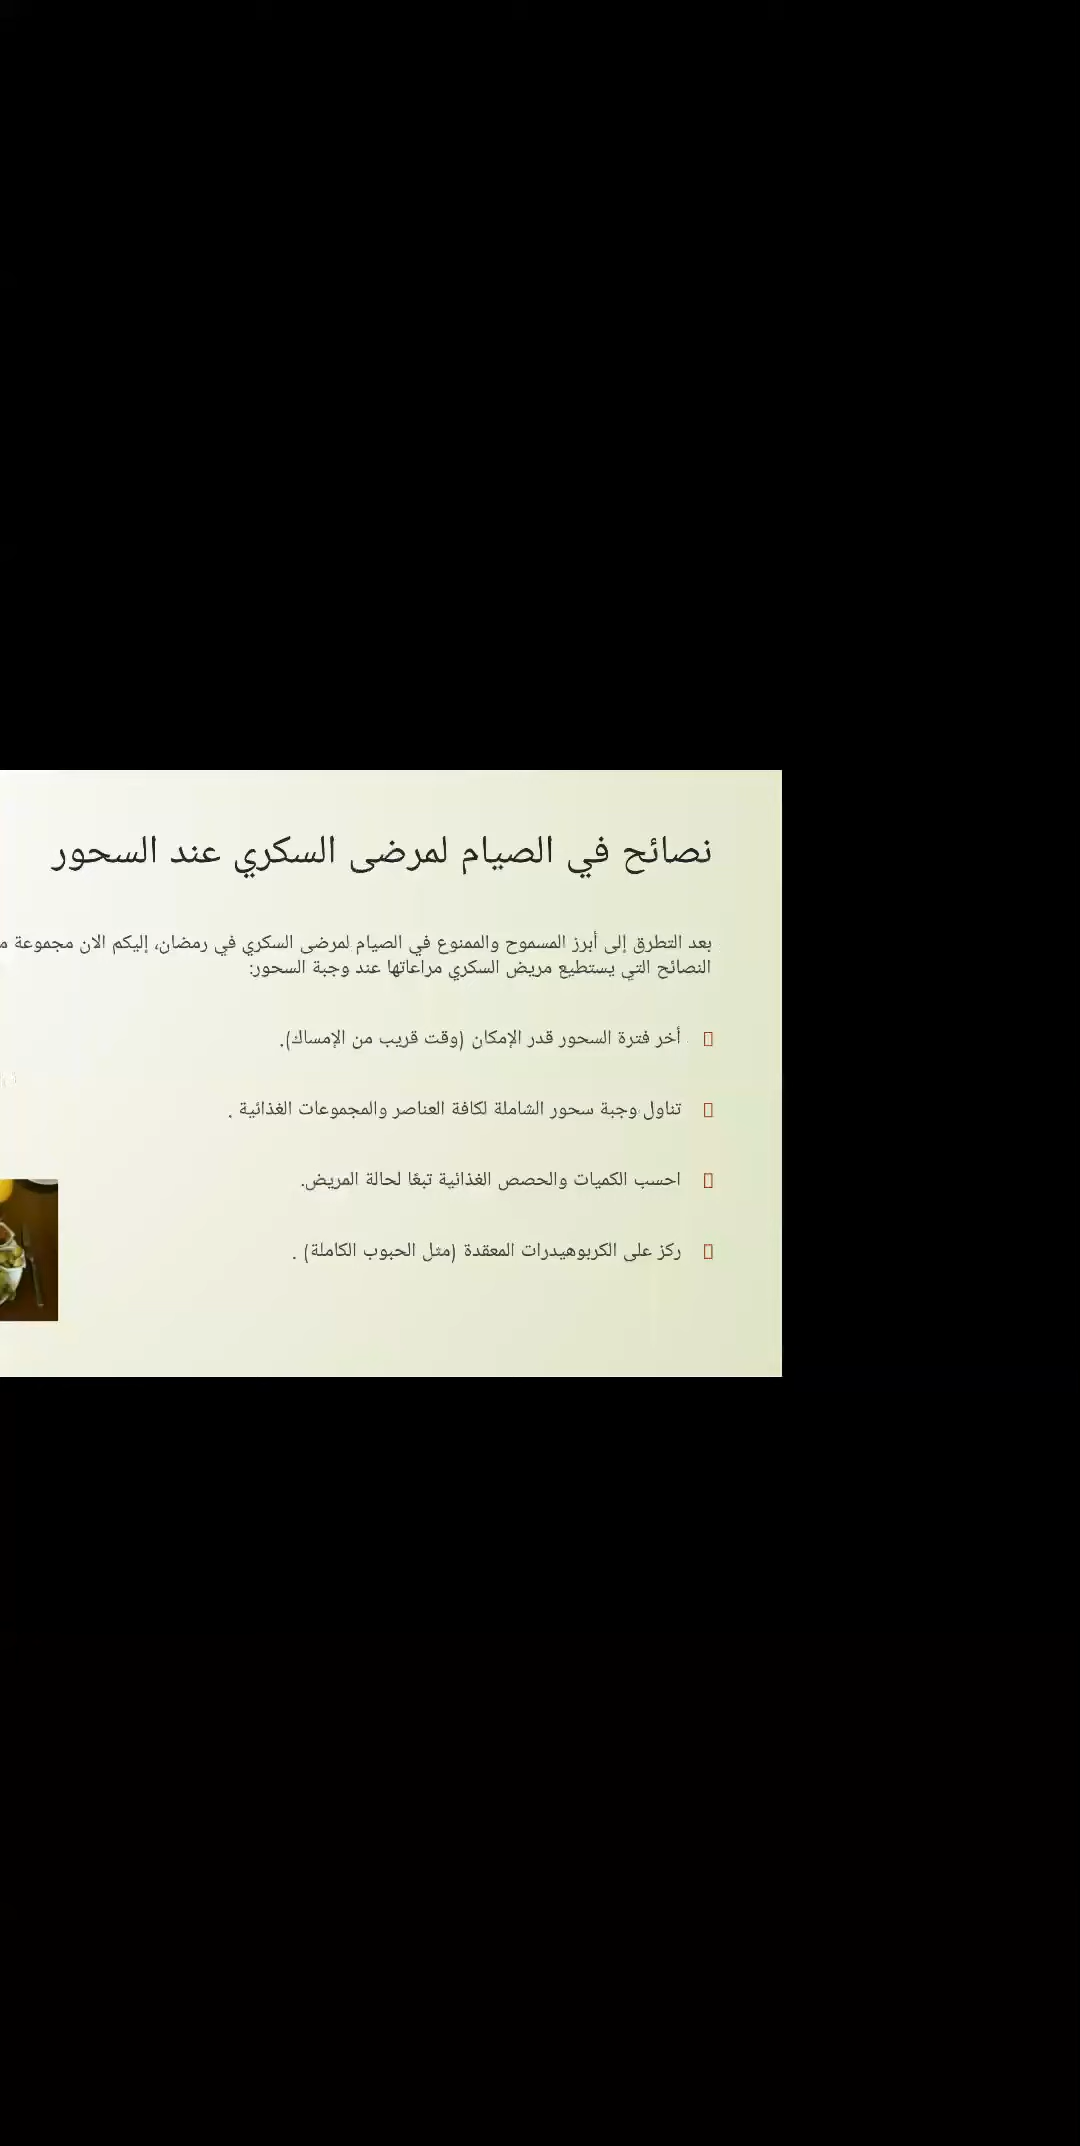 نصائح في الصيام لمرضى السكري عند السحور
بعد التطرق إلى أبرز المسموح والممنوع في الصيام لمرضى السكري في رمضان، إليكم الان مجموعة
النصائح التي يستطيع مريض السكري مراعاتها عند وجبة السحور:
أخر فترة السحور قدر الإمكان (وقت قريب من الإمساك).
تناول وجبة سحور الشاملة لكافة العناصر والمجموعات الغذائية .
احسب الكميات والحصص الغذائية تبعًا لحالة المريض.
ركز على الكربوهيدرات المعقدة (مثل الحبوب الكاملة) .